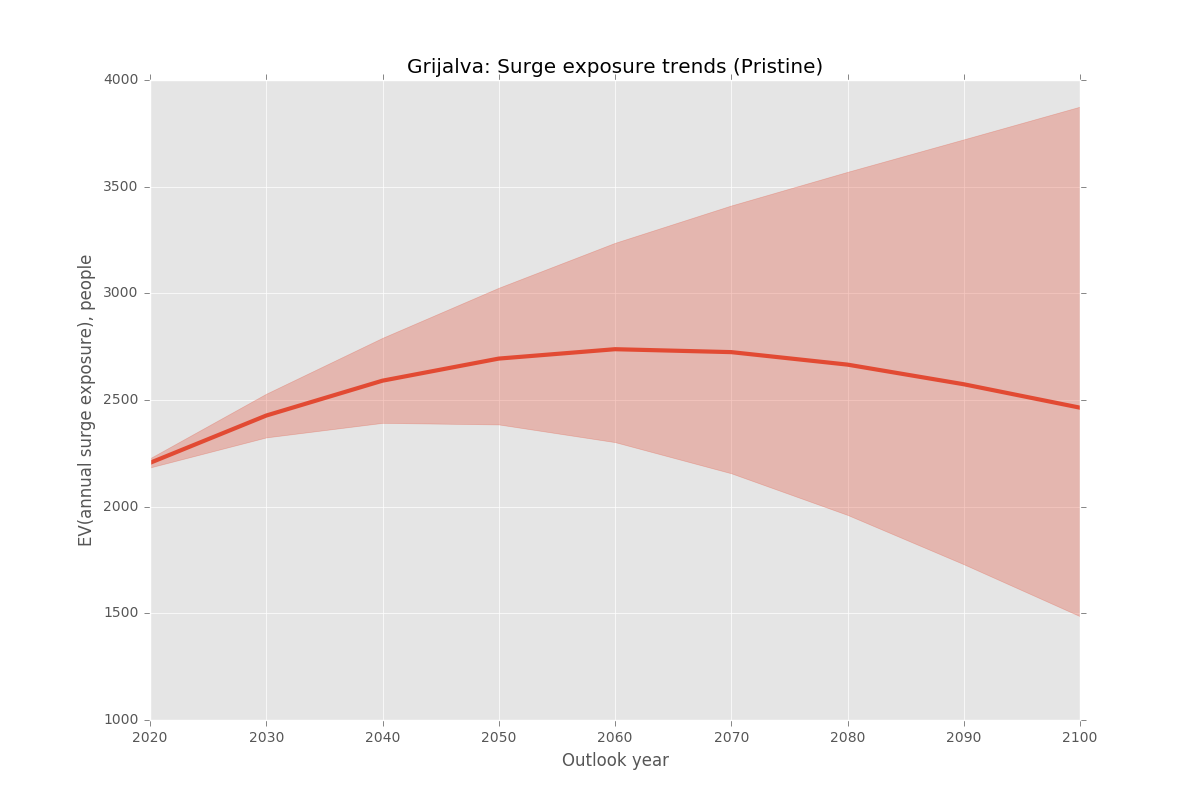 Grijalva: Surge exposure trends (Pristine)
4000
3500
3000
2500
2000
1500
1000
EV(annual surge exposure), people
2020 2030 2040 2050 2060 2070 2080 2090 2100
Outlook year